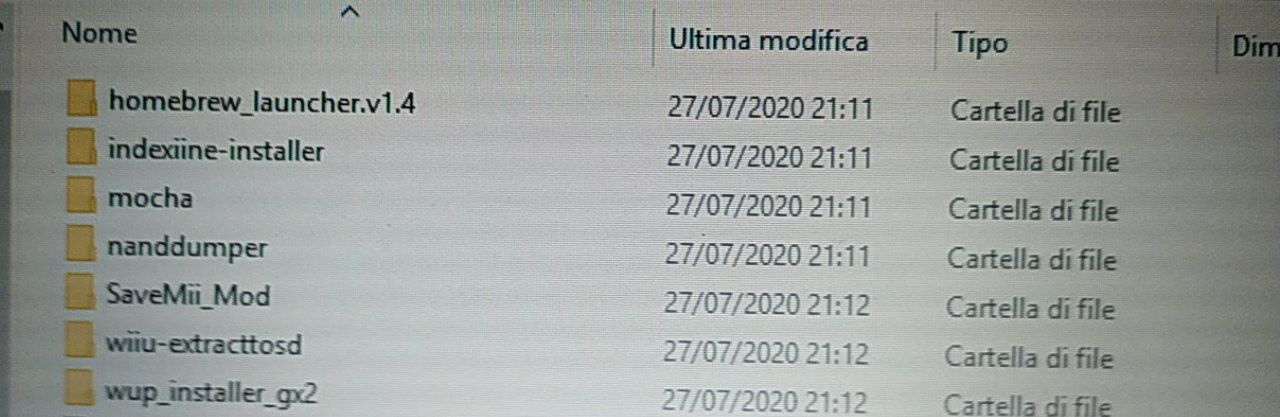 Nome Ultima modifica Tipo Dim
homebrew_launcher.v1.4 27/07/2020 21:11 Cartella di file
indexiine-installer 27/07/2020 21:11 Cartella di file
mocha 27/07/2020 21:11 Cartella di file
nanddumper 27/07/2020 21:11 Cartella di file
SaveMii_Mod 27/07/2020 21:12 Cartella di file
wiiu-extracttosd 27/07/2020 21:12 Cartella di file
wup_installer_gx2 27/07/2020 21:12 Cartella di file